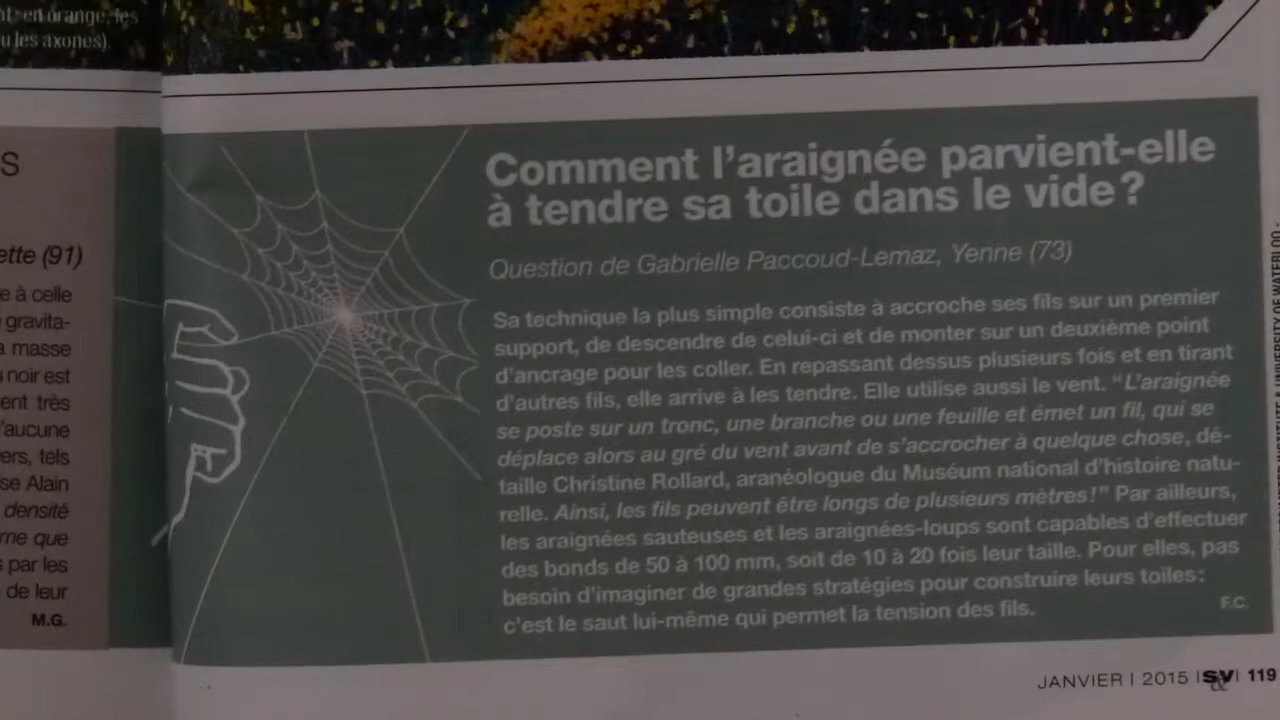 nt en orange, les
u les axones)
S
ette (91)
e à celle
gravita-
a masse
noir est
ent très
'aucune
ers, tels
se Alain
densité
me que
par les
de leur
M.G.
Comment l'araignée parvient-elle
à tendre sa toile dans le vide ?
Question de Gabrielle Paccoud-Lemaz, Yenne (73)
Sa technique la plus simple consiste à accroche ses fils sur un premier
support, de descendre de celui-ci et de monter sur un deuxième point
d'ancrage pour les coller. En repassant dessus plusieurs fois et en tirant
d'autres fils, elle arrive à les tendre. Elle utilise aussi le vent. "L'araignée
se poste sur un tronc, une branche ou une feuille et émet un fil, qui se
déplace alors au gré du vent avant de s'accrocher à quelque chose, dé-
taille Christine Rollard, aranéologue du Muséum national d'histoire natu-
relle. Ainsi, les fils peuvent être longs de plusieurs mètres!" Par ailleurs,
les araignées sauteuses et les araignées-loups sont capables d'effectuer
des bonds de 50 à 100 mm, soit de 10 à 20 fois leur taille. Pour elles, pas
besoin d'imaginer de grandes stratégies pour construire leurs toiles:
c'est le saut lui-même qui permet la tension des fils.
F.C.
JANVIER | 2015 | S&V | 119
UNIVERSITY OF WATERLOO -